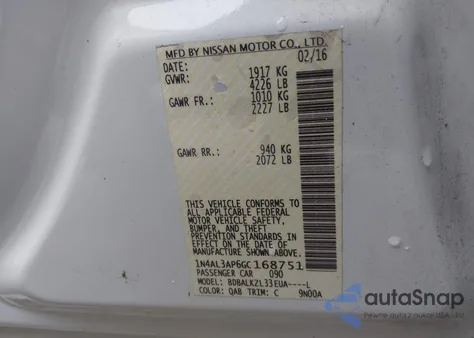 MFD BY NISSAN MOTOR CO., LTD.
DATE: 02/16
GVWR: 1917 KG
4226 LB
GAWR FR.: 1010 KG
2227 LB
GAWR RR.: 940 KG
2072 LB
THIS VEHICLE CONFORMS TO
ALL APPLICABLE FEDERAL
MOTOR VEHICLE SAFETY,
BUMPER, AND THEFT
PREVENTION STANDARDS IN
EFFECT ON THE DATE OF
MANUFACTURE SHOWN ABOVE.
1N4AL3AP6GC168751
PASSENGER CAR 090
MODEL: BDBALKZL33EUA----L
COLOR: QAB TRIM: C 9N00A
autoSnap
Pewne auto z USA